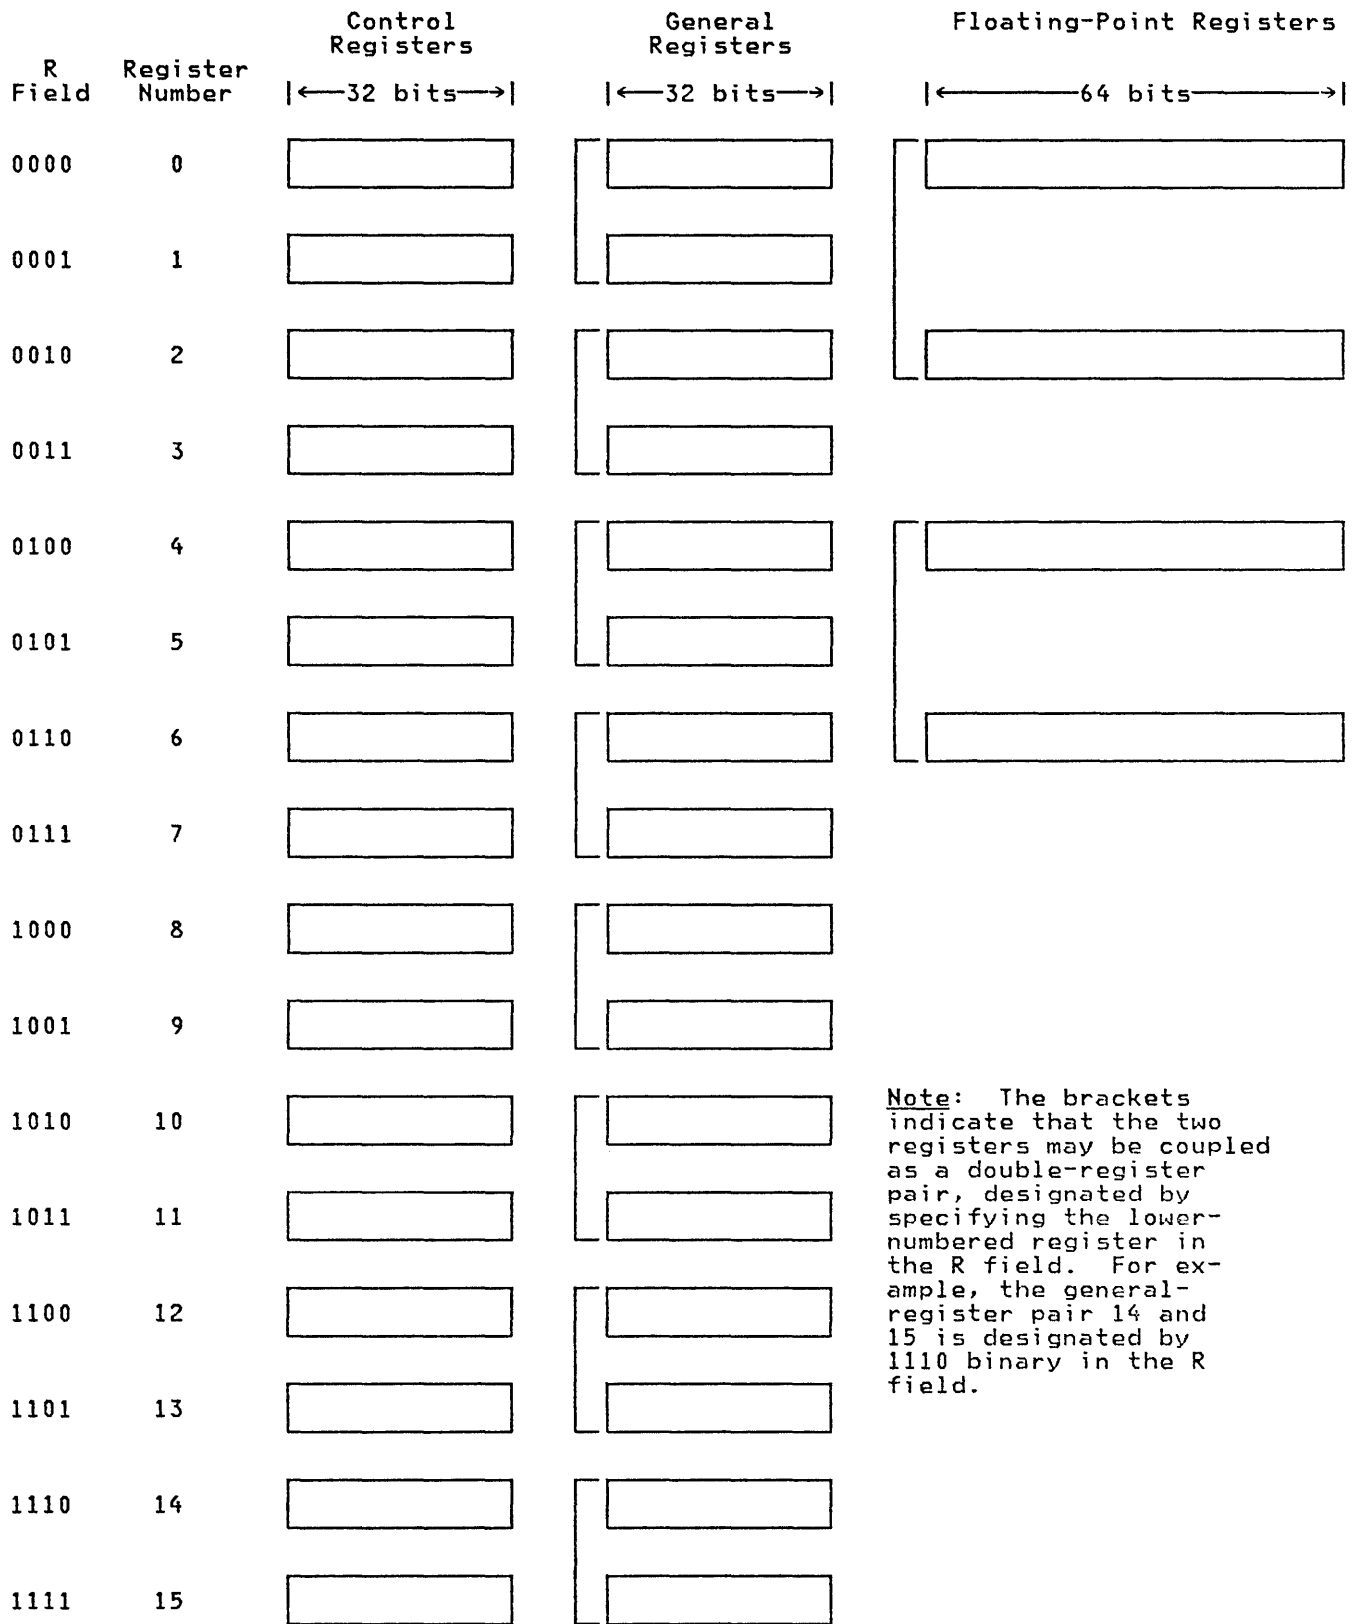 Control
Registers
General
Registers
Floating-Point Registers
R
Field
Register
Number
|←32 bits→|
|←32 bits→|
|←64 bits→|
0000 0
0001 1
0010 2
0011 3
0100 4
0101 5
0110 6
0111 7
1000 8
1001 9
1010 10
1011 11
1100 12
1101 13
1110 14
1111 15
Note: The brackets
indicate that the two
registers may be coupled
as a double-register
pair, designated by
specifying the lower-
numbered register in
the R field. For ex-
ample, the general-
register pair 14 and
15 is designated by
1110 binary in the R
field.